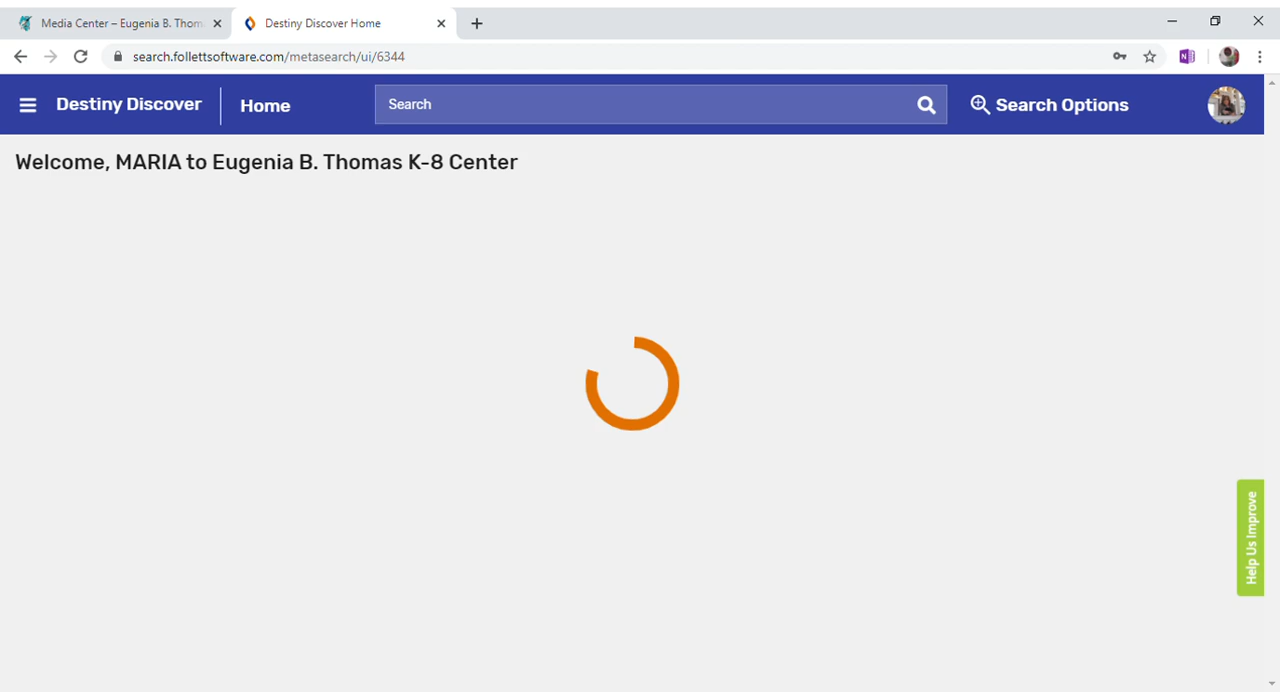 Media Center – Eugenia B. Thom
Destiny Discover Home
search.follettsoftware.com/metasearch/ui/6344
Destiny Discover
Home
Search
Search Options
Welcome, MARIA to Eugenia B. Thomas K-8 Center
Help Us Improve